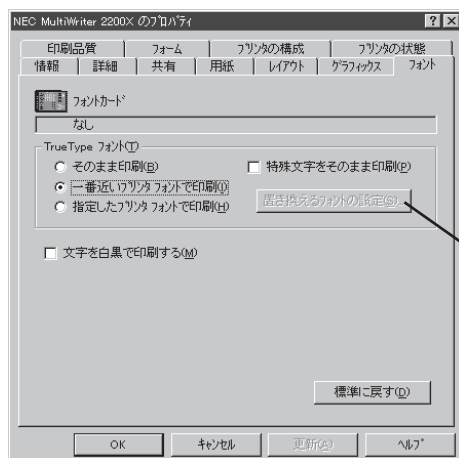 NEC MultiWriter 2200X のプロパティ
印刷品質 フォーム プリンタの構成 プリンタの状態
情報 詳細 共有 用紙 レイアウト グラフィックス フォント
フォントカード
なし
TrueType フォント(T)
そのまま印刷(B) 特殊文字をそのまま印刷(P)
一番近いプリンタ フォントで印刷(I)
指定したプリンタ フォントで印刷(H) 置き換えるフォントの設定(S)...
文字を白黒で印刷する(M)
標準に戻す(D)
OK キャンセル 更新(A) ヘルプ